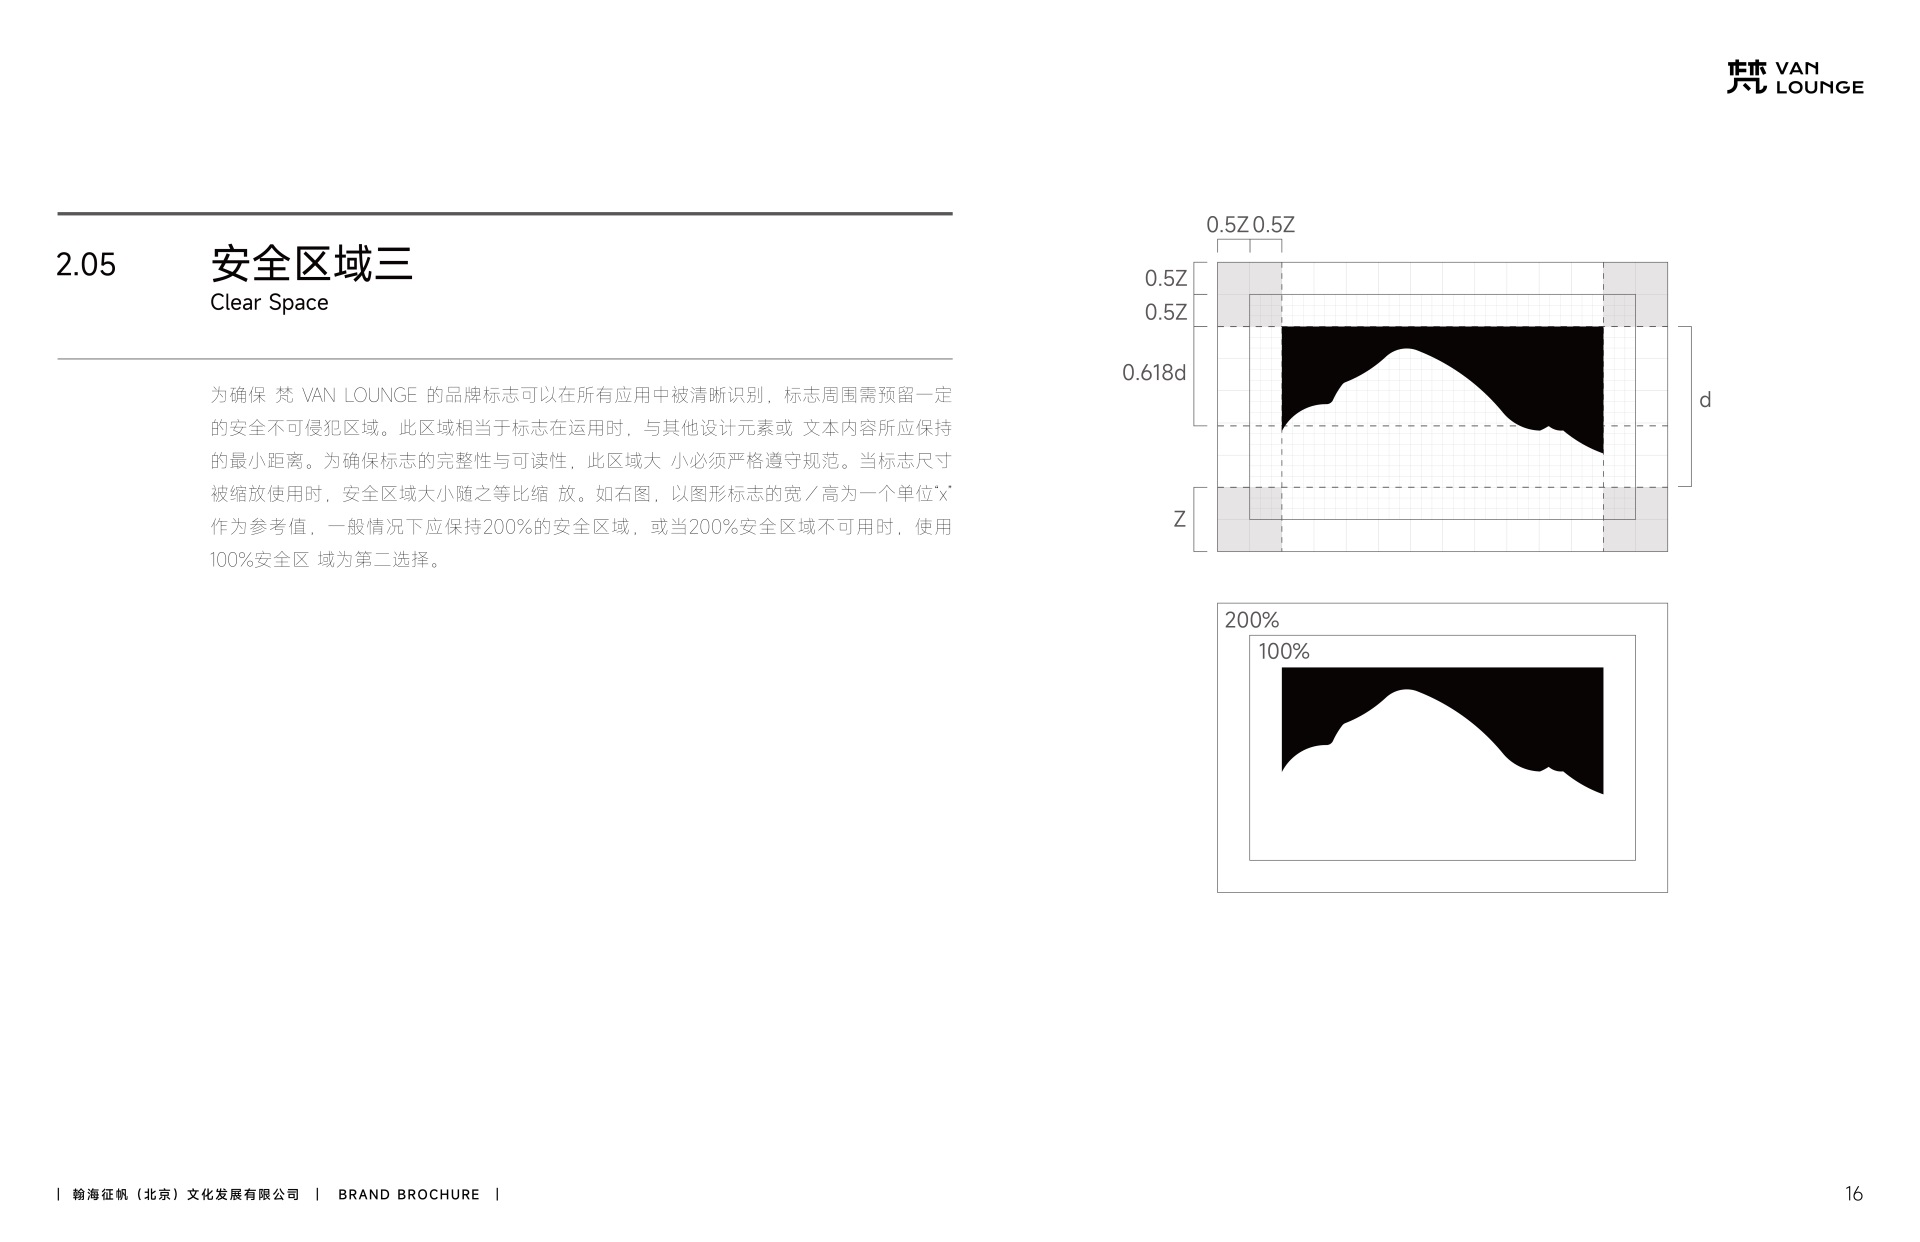 梵 VAN
LOUNGE
2.05
安全区域三
Clear Space
为确保 梵 VAN LOUNGE 的品牌标志可以在所有应用中被清晰识别，标志周围需预留一定
的安全不可侵犯区域。此区域相当于标志在运用时，与其他设计元素或 文本内容所应保持
的最小距离。为确保标志的完整性与可读性，此区域大 小必须严格遵守规范。当标志尺寸
被缩放使用时，安全区域大小随之等比缩 放。如右图，以图形标志的宽／高为一个单位“x”
作为参考值，一般情况下应保持200%的安全区域，或当200%安全区域不可用时，使用
100%安全区 域为第二选择。
0.5Z 0.5Z
0.5Z
0.5Z
0.618d
d
Z
200%
100%
| 翰海征帆（北京）文化发展有限公司 | BRAND BROCHURE |
16